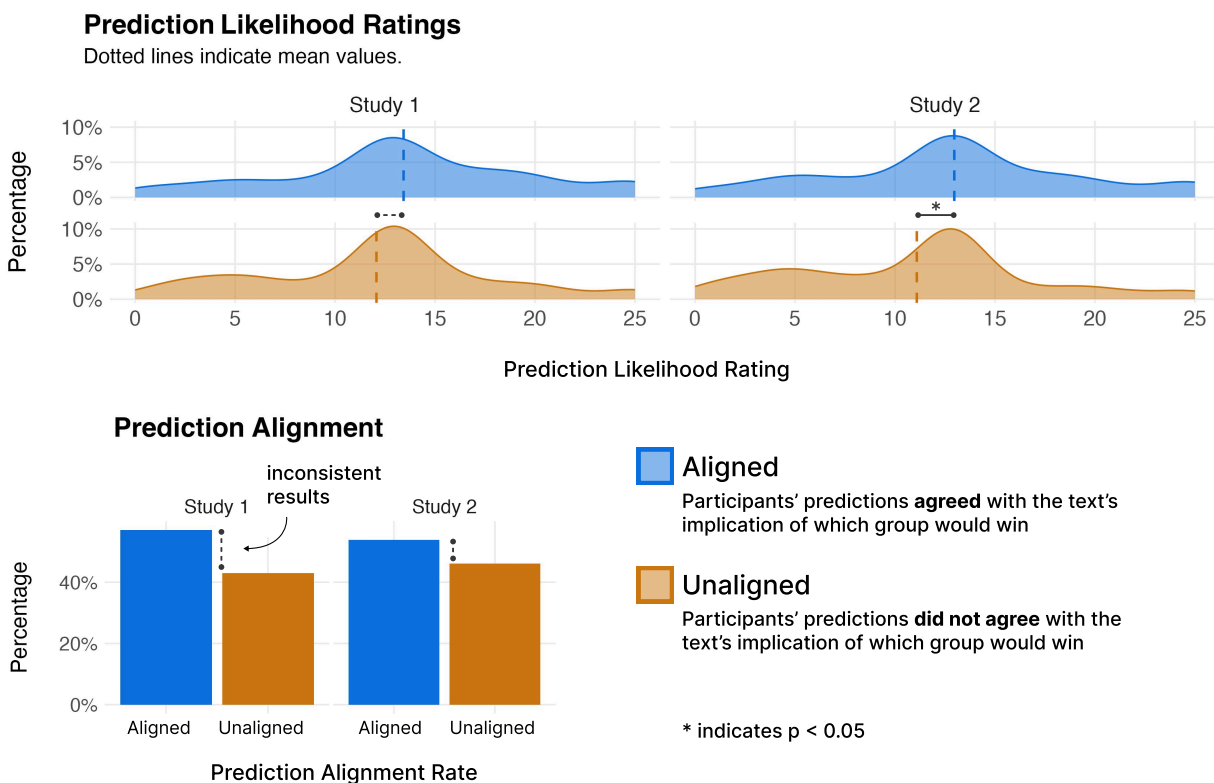 Prediction Likelihood Ratings
Dotted lines indicate mean values.
Study 1
Study 2
Percentage
10%
5%
0%
*
10%
5%
0%
0 5 10 15 20 25
0 5 10 15 20 25
Prediction Likelihood Rating
Prediction Alignment
inconsistent
results
Study 1
Study 2
Percentage
40%
20%
0%
Aligned Unaligned
Aligned Unaligned
Prediction Alignment Rate
Aligned
Participants’ predictions agreed with the text’s
implication of which group would win
Unaligned
Participants’ predictions did not agree with the
text’s implication of which group would win
* indicates p < 0.05